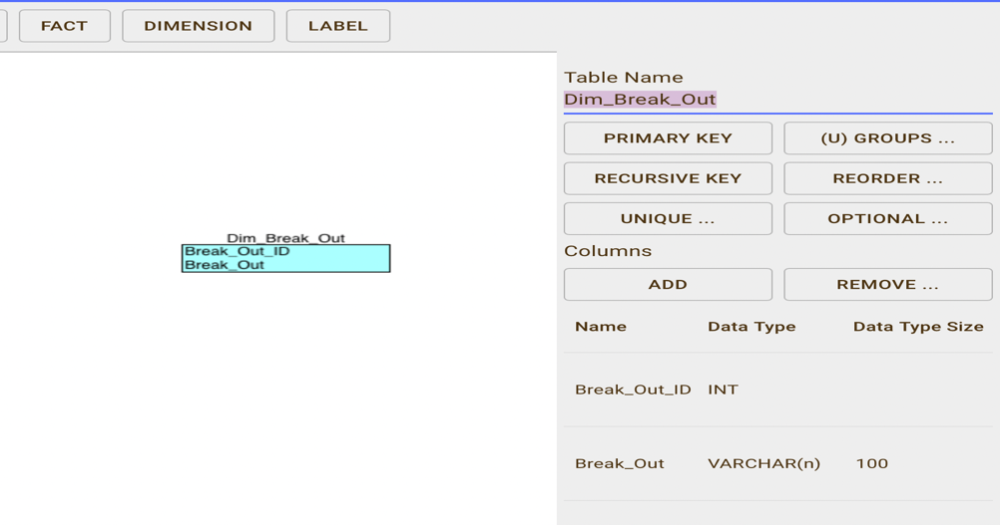 FACT DIMENSION LABEL
Table Name
Dim_Break_Out
PRIMARY KEY (U) GROUPS ...
RECURSIVE KEY REORDER ...
UNIQUE ... OPTIONAL ...
Dim_Break_Out
Break_Out_ID
Break_Out
Columns
ADD REMOVE ...
Name Data Type Data Type Size
Break_Out_ID INT
Break_Out VARCHAR(n) 100